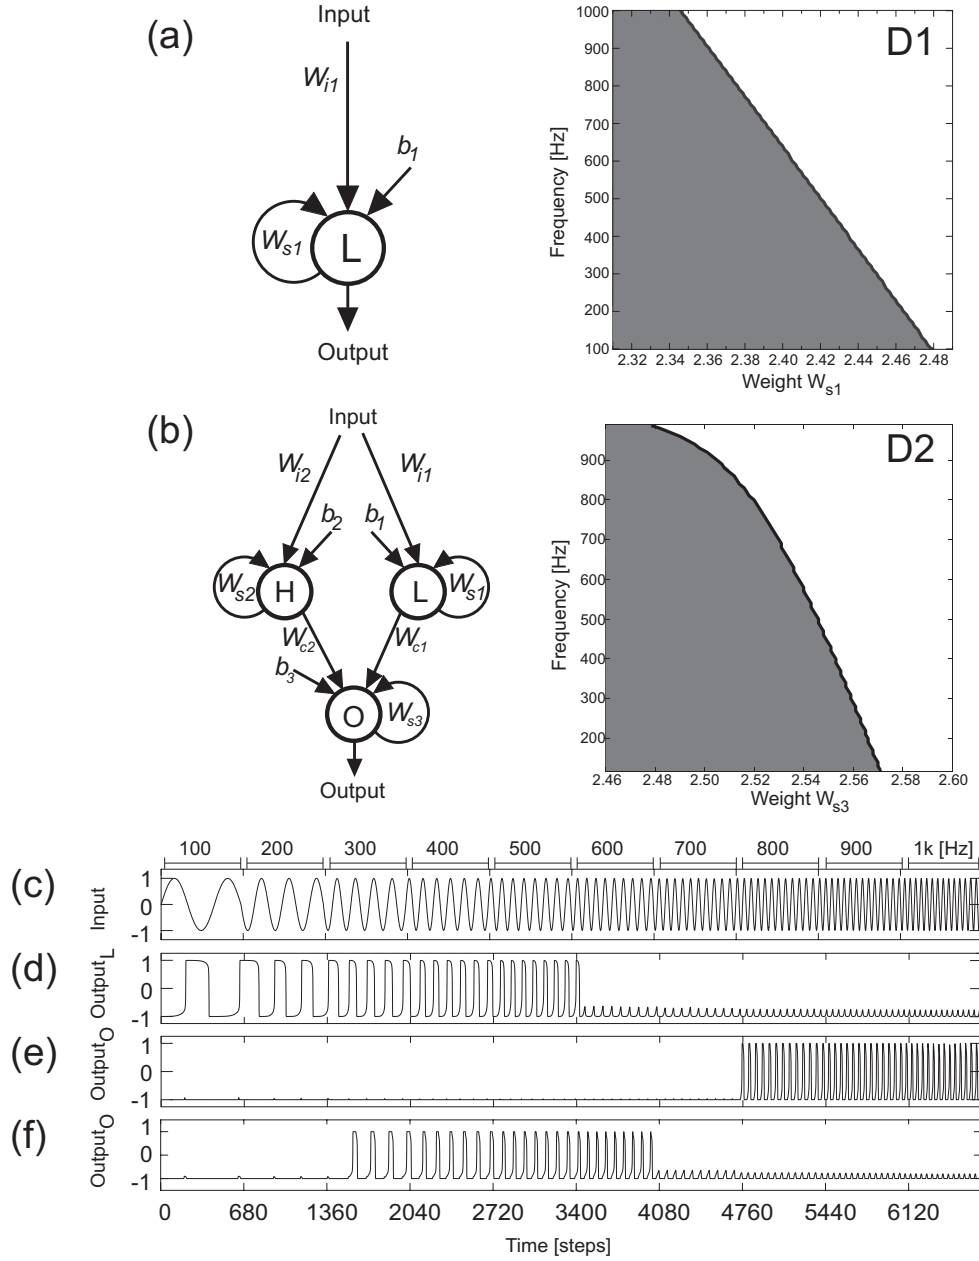 (a)
Input
W_i1
b_1
W_s1
L
Output
D1
Frequency [Hz]
1000
900
800
700
600
500
400
300
200
100
2.32 2.34 2.36 2.38 2.40 2.42 2.44 2.46 2.48
Weight W_s1
(b)
Input
W_i2 W_i1
b_2 b_1
W_s2 H L W_s1
W_c2 W_c1
b_3
O W_s3
Output
D2
Frequency [Hz]
900
800
700
600
500
400
300
200
2.46 2.48 2.50 2.52 2.54 2.56 2.58 2.60
Weight W_s3
100 200 300 400 500 600 700 800 900 1k [Hz]
(c)
Input
1
0
-1
(d)
Output_L
1
0
-1
(e)
Output_O
1
0
-1
(f)
Output_O
1
0
-1
0 680 1360 2040 2720 3400 4080 4760 5440 6120
Time [steps]